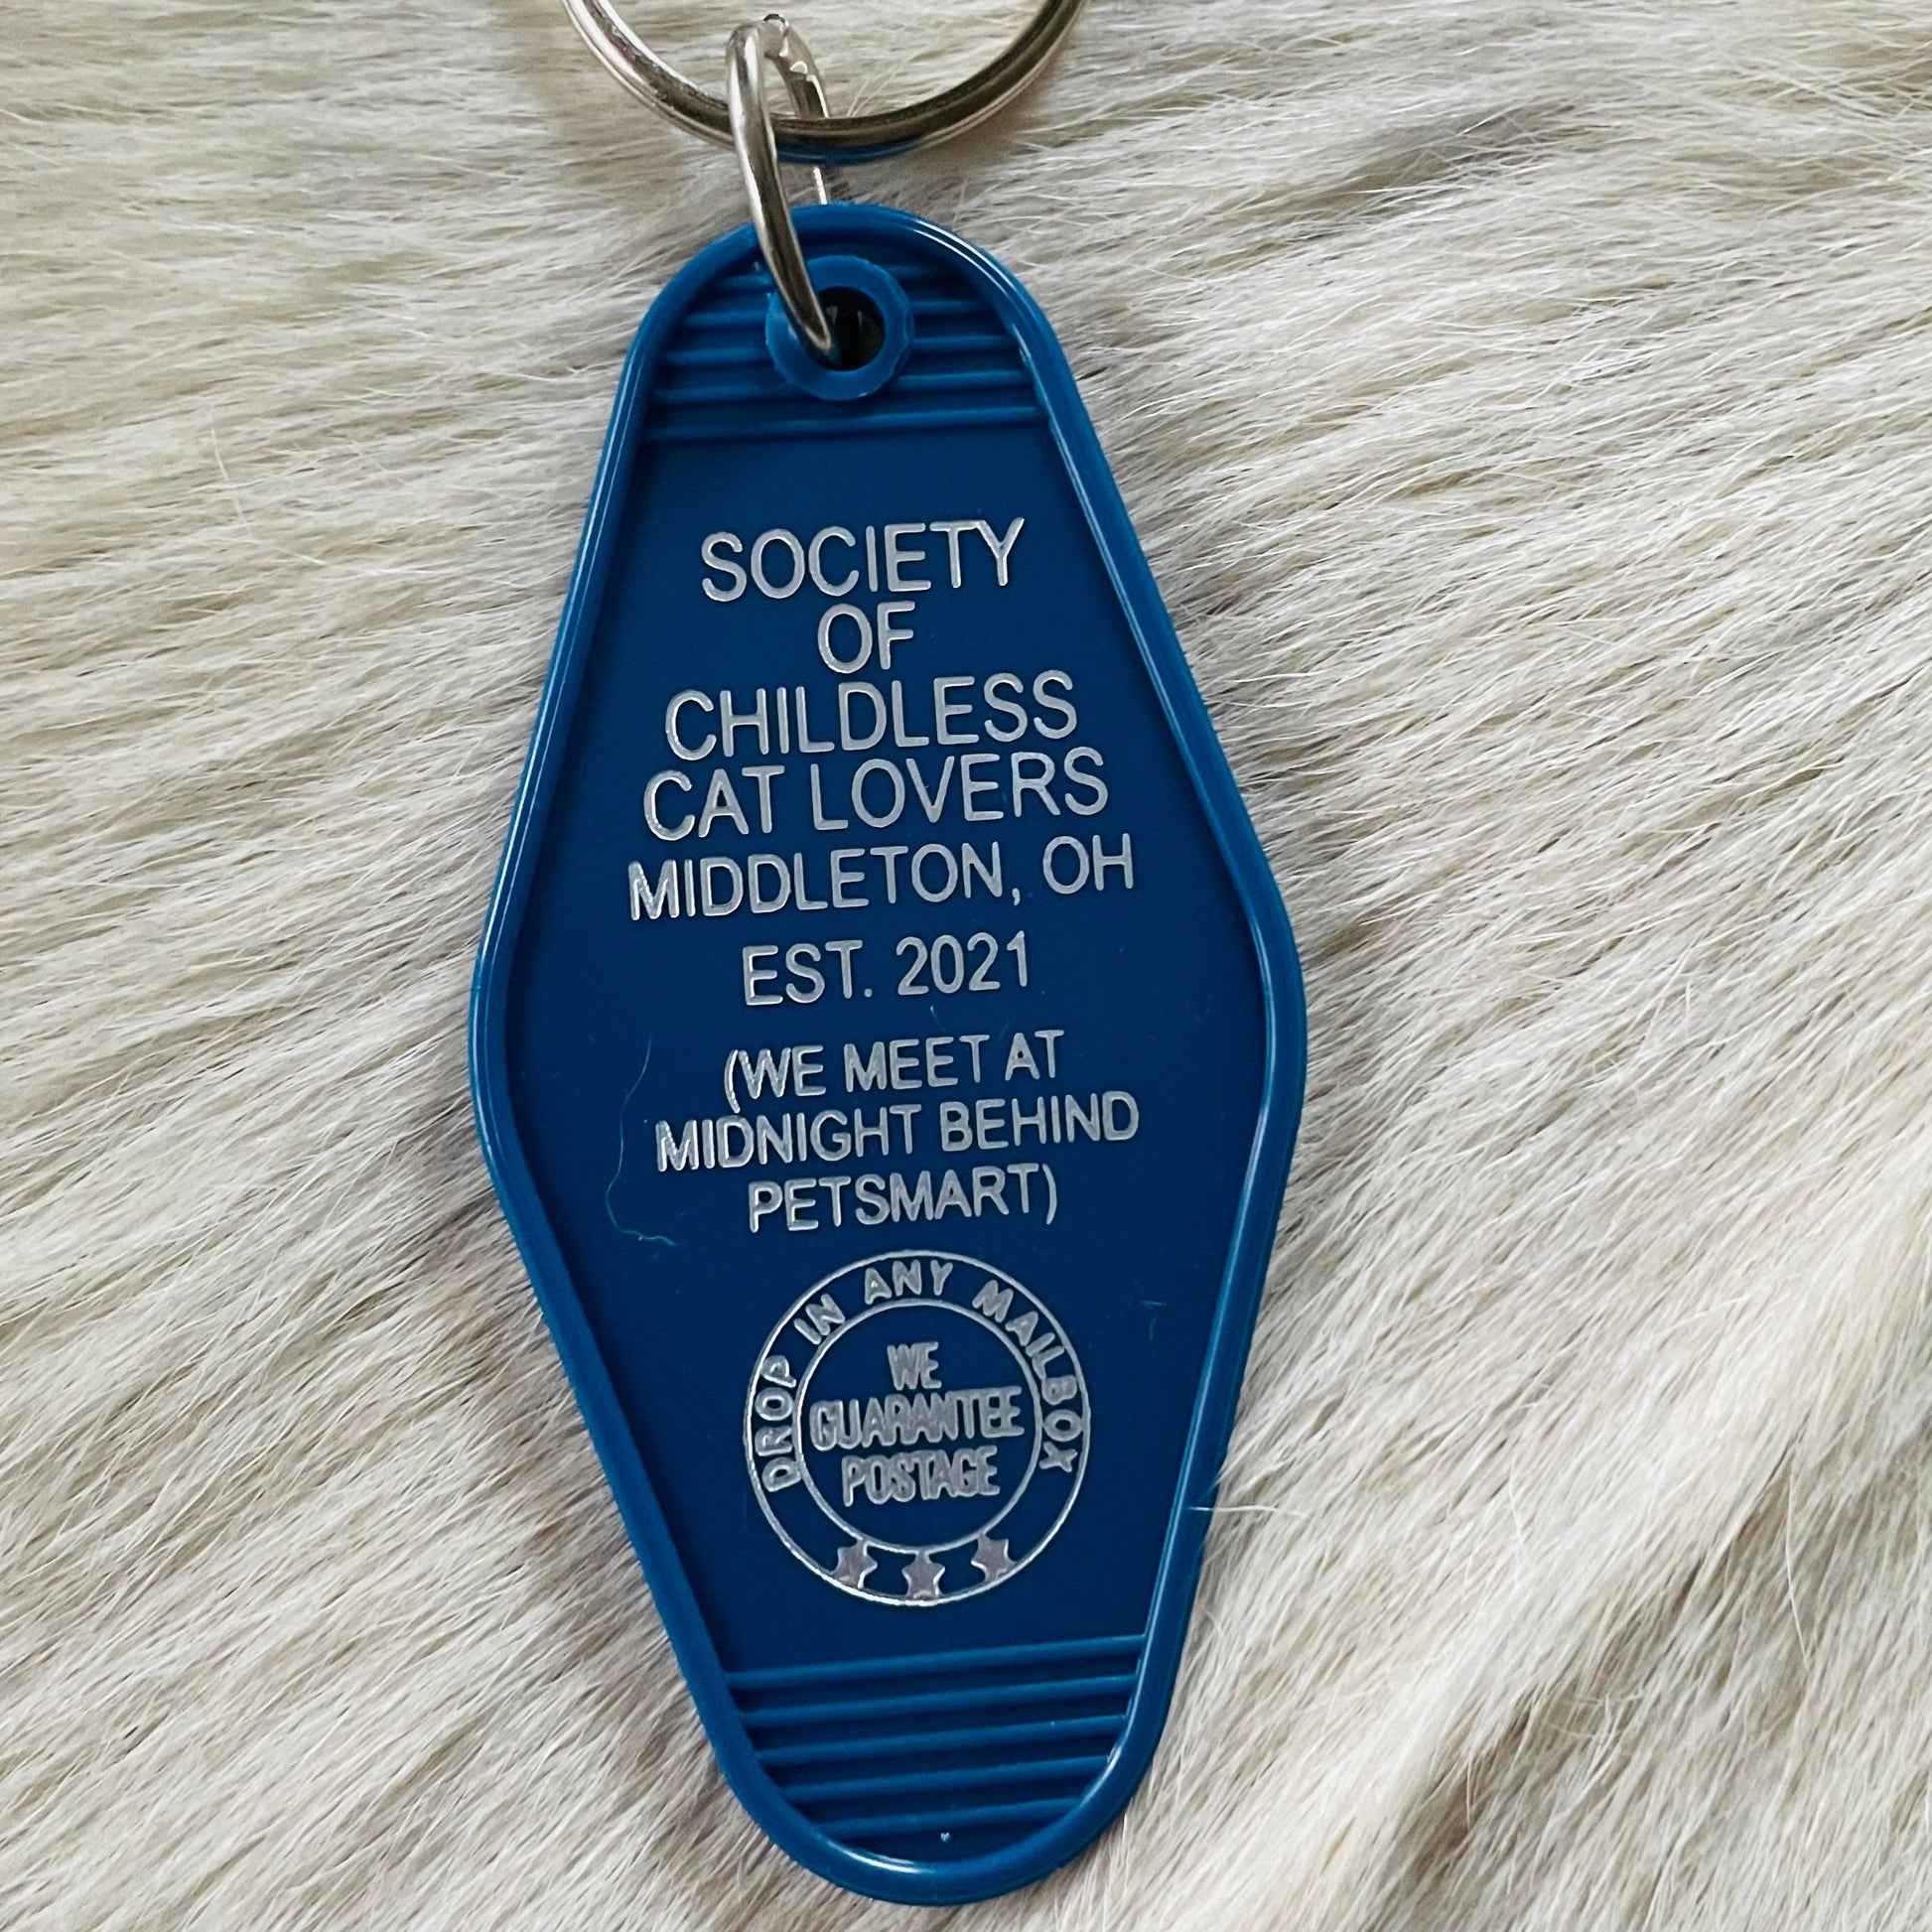 SOCIETY
OF
CHILDLESS
CAT LOVERS
MIDDLETON, OH
EST. 2021
(WE MEET AT
MIDNIGHT BEHIND
PETSMART)
DROP IN ANY MAILBOX
WE
GUARANTEE
POSTAGE